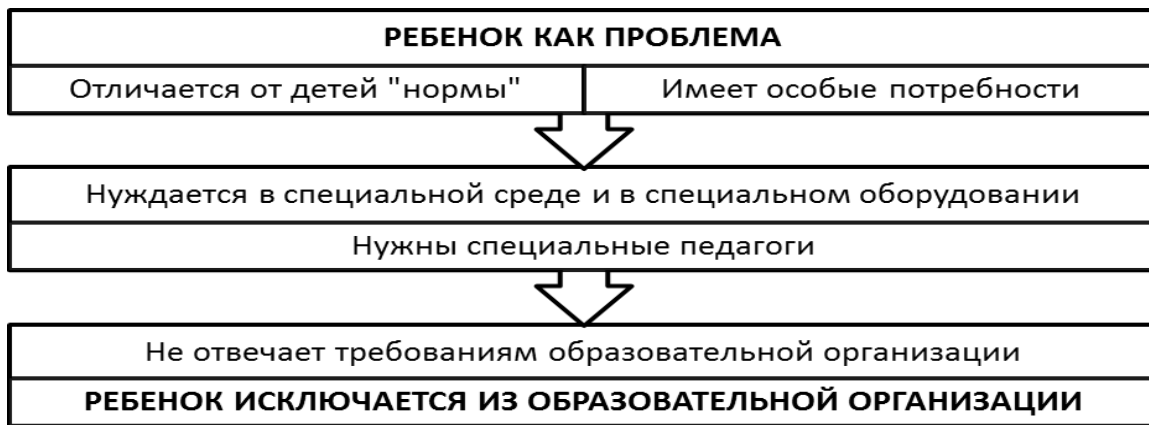 РЕБЕНОК КАК ПРОБЛЕМА
Отличается от детей "нормы"
Имеет особые потребности
Нуждается в специальной среде и в специальном оборудовании
Нужны специальные педагоги
Не отвечает требованиям образовательной организации
РЕБЕНОК ИСКЛЮЧАЕТСЯ ИЗ ОБРАЗОВАТЕЛЬНОЙ ОРГАНИЗАЦИИ